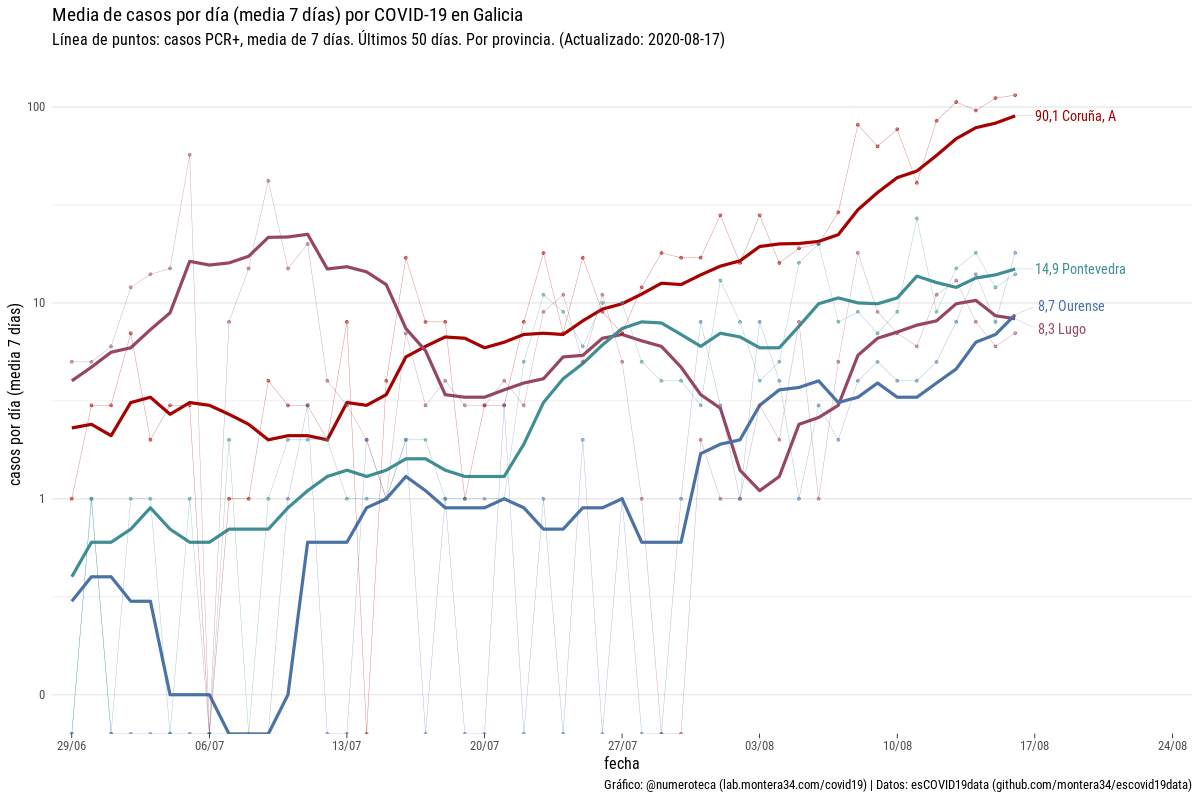 Media de casos por día (media 7 días) por COVID-19 en Galicia
Línea de puntos: casos PCR+, media de 7 días. Últimos 50 días. Por provincia. (Actualizado: 2020-08-17)
casos por día (media 7 días)
100
10
1
0
90,1 Coruña, A
14,9 Pontevedra
8,7 Ourense
8,3 Lugo
29/06
06/07
13/07
20/07
27/07
03/08
10/08
17/08
24/08
fecha
Gráfico: @numeroteca (lab.montera34.com/covid19) | Datos: esCOVID19data (github.com/montera34/escovid19data)